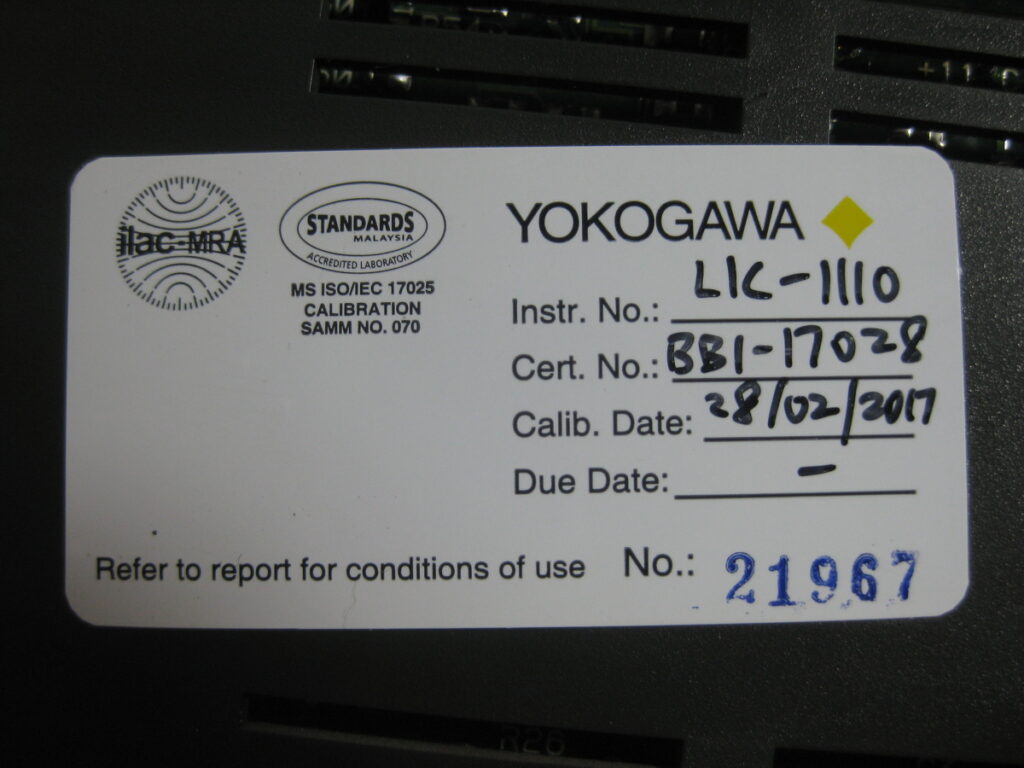 +11
ilac-MRA
STANDARDS
MALAYSIA
ACCREDITED LABORATORY
MS ISO/IEC 17025
CALIBRATION
SAMM NO. 070
YOKOGAWA
Instr. No.: LIC-1110
Cert. No.: BB1-17028
Calib. Date: 28/02/2017
Due Date: -
Refer to report for conditions of use No.: 21967
R26